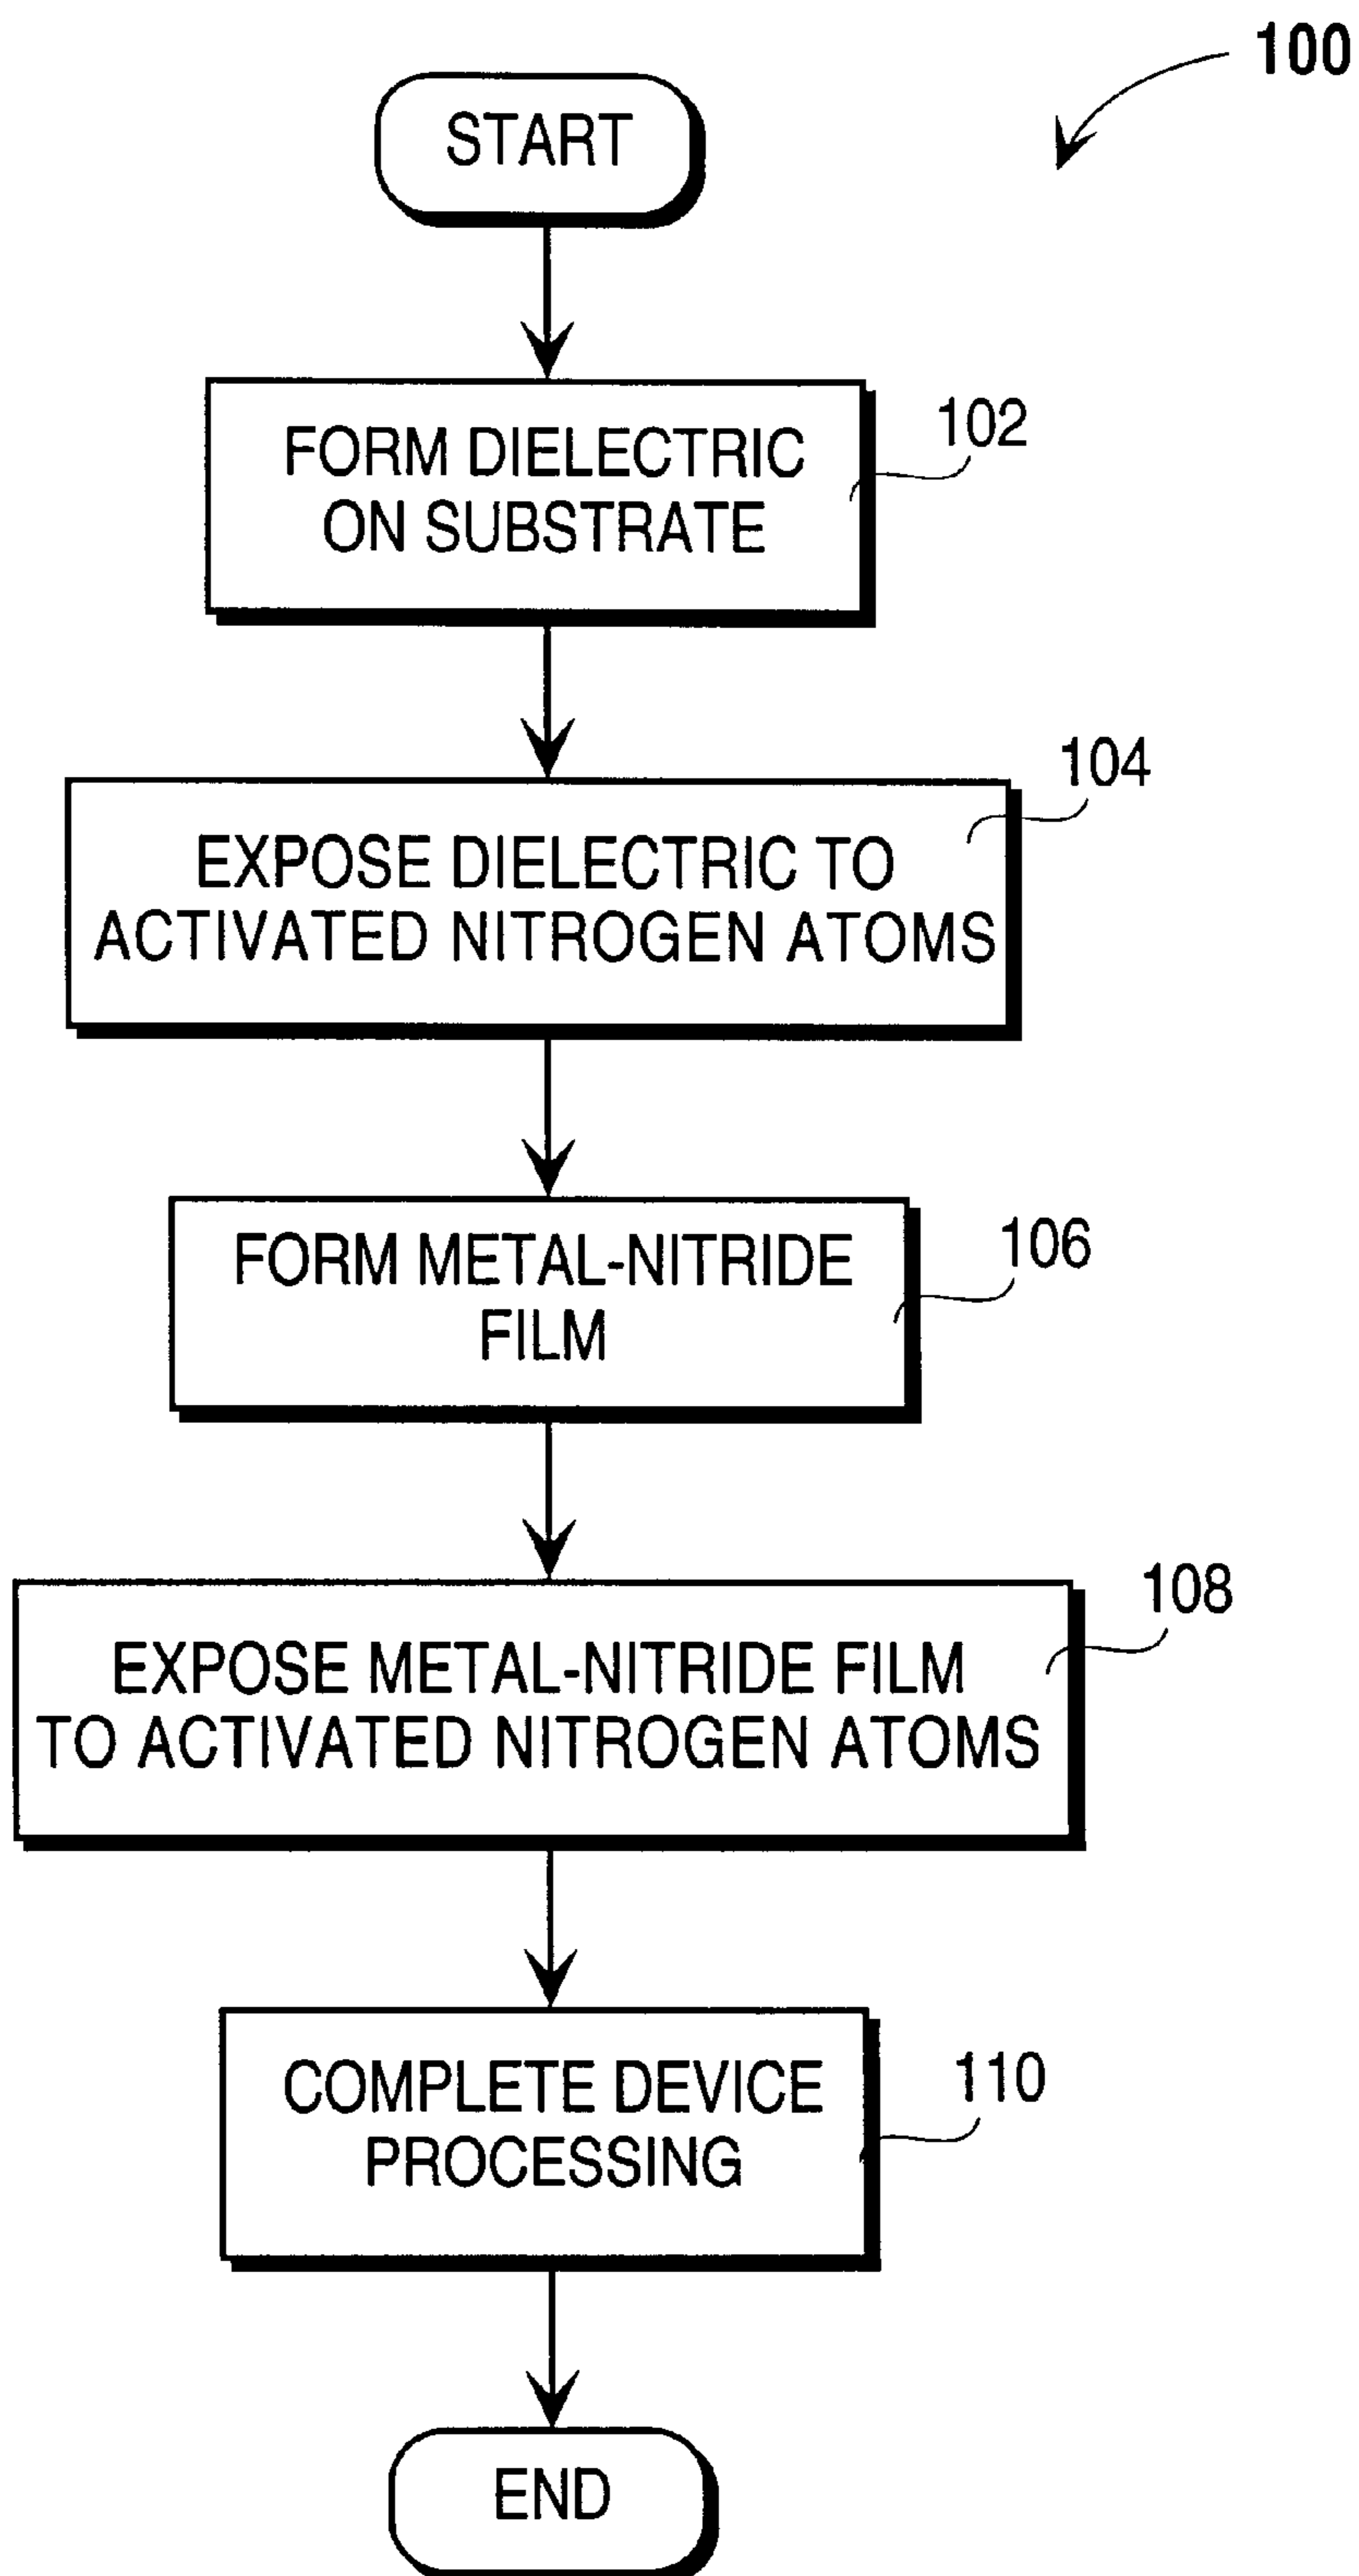 100
START
FORM DIELECTRIC
ON SUBSTRATE
102
EXPOSE DIELECTRIC TO
ACTIVATED NITROGEN ATOMS
104
FORM METAL-NITRIDE
FILM
106
EXPOSE METAL-NITRIDE FILM
TO ACTIVATED NITROGEN ATOMS
108
COMPLETE DEVICE
PROCESSING
110
END